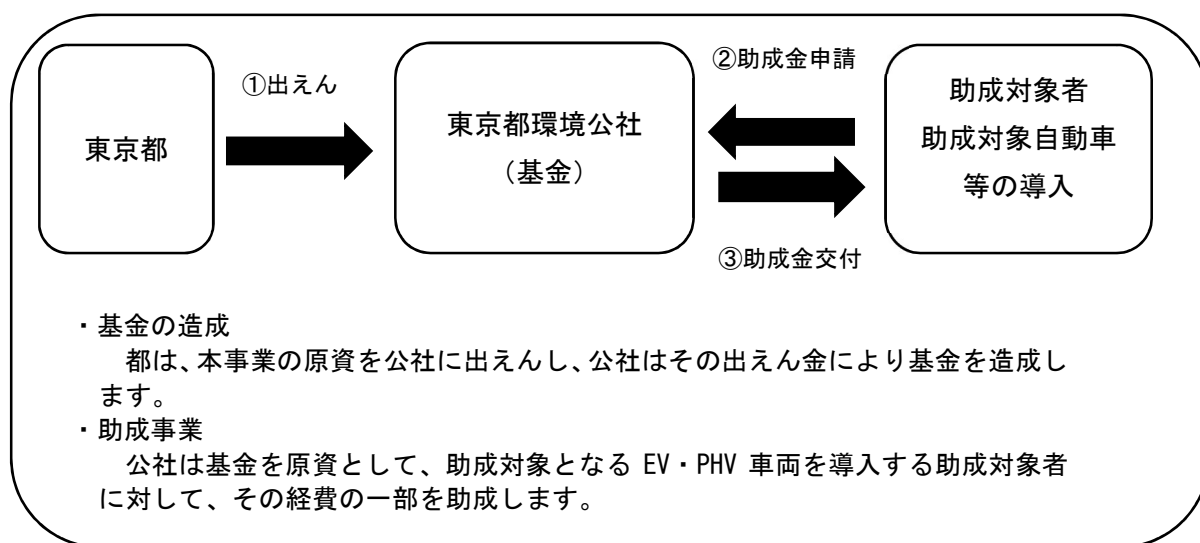 東京都
①出えん
東京都環境公社
(基金)
②助成金申請
③助成金交付
助成対象者
助成対象自動車
等の導入
・基金の造成
都は、本事業の原資を公社に出えんし、公社はその出えん金により基金を造成し
ます。
・助成事業
公社は基金を原資として、助成対象となる EV・PHV 車両を導入する助成対象者
に対して、その経費の一部を助成します。